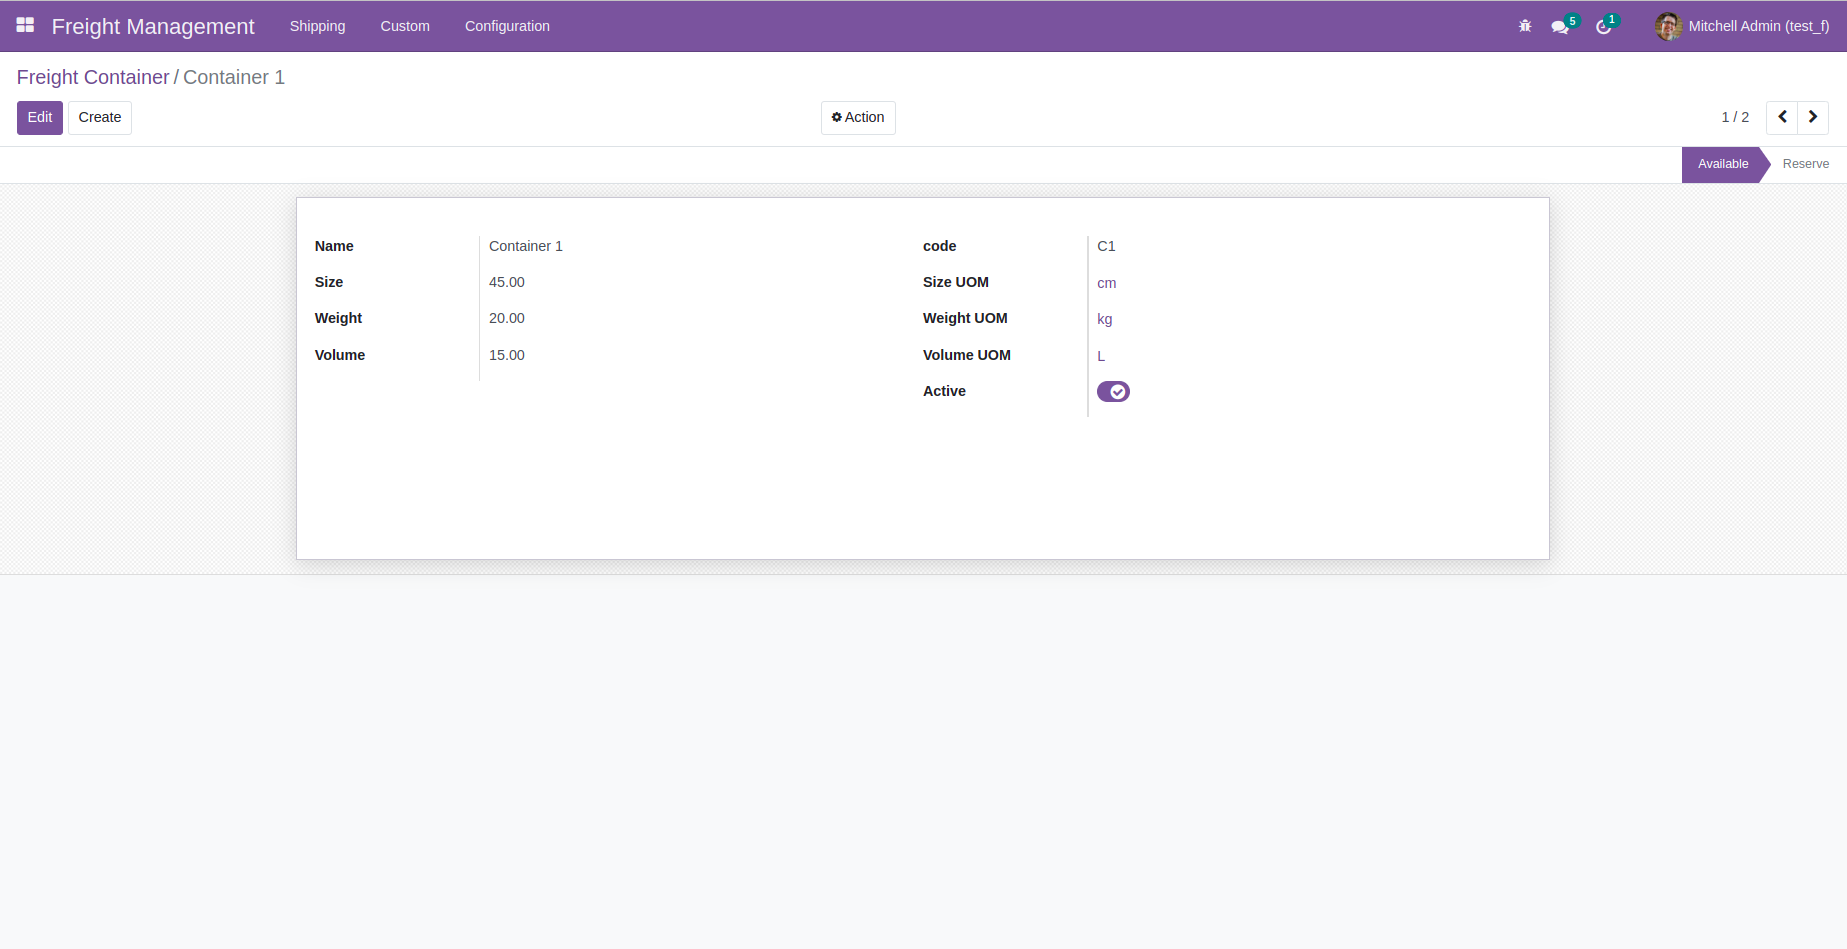 Freight Management Shipping Custom Configuration 5 1 Mitchell Admin (test_f)
Freight Container / Container 1
Edit Create Action 1 / 2
Available Reserve
Name Container 1 code C1
Size 45.00 Size UOM cm
Weight 20.00 Weight UOM kg
Volume 15.00 Volume UOM L
Active